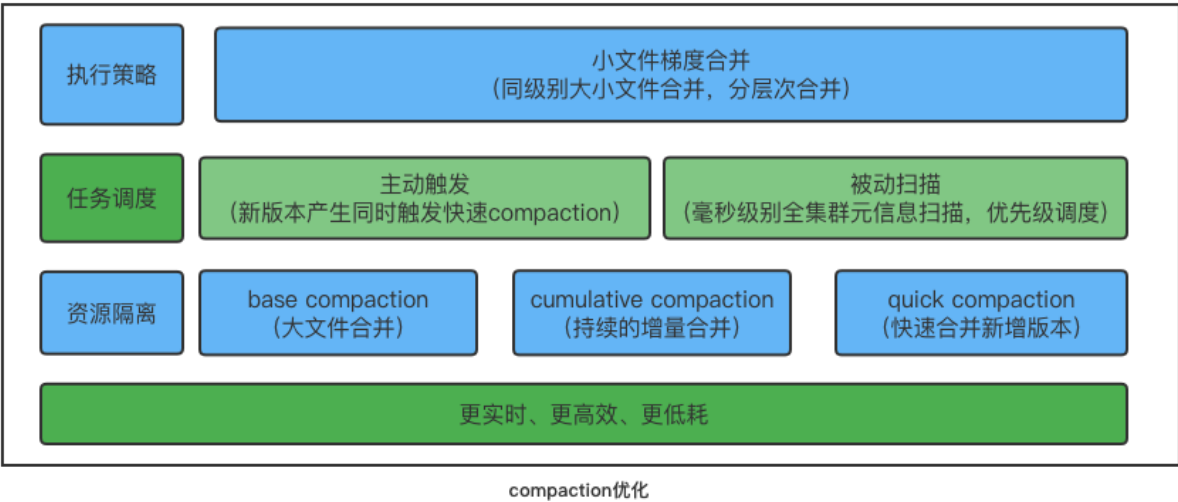 执行策略
小文件梯度合并
（同级别大小文件合并，分层次合并）
任务调度
主动触发
（新版本产生同时触发快速compaction）
被动扫描
（毫秒级别全集群元信息扫描，优先级调度）
资源隔离
base compaction
（大文件合并）
cumulative compaction
（持续的增量合并）
quick compaction
（快速合并新增版本）
更实时、更高效、更低耗
compaction优化